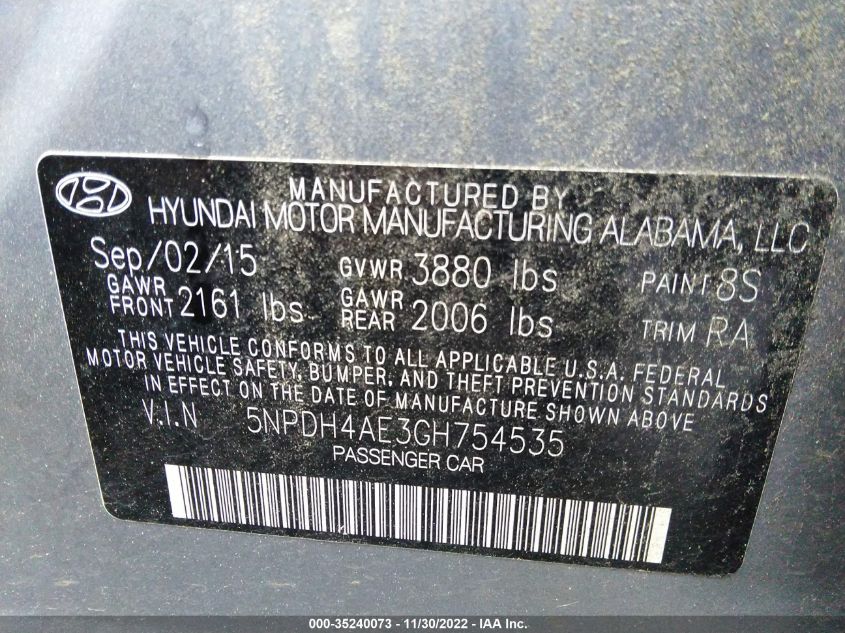 MANUFACTURED BY
HYUNDAI MOTOR MANUFACTURING ALABAMA, LLC
Sep/02/15 GVWR 3880 lbs PAINT 8S
GAWR FRONT 2161 lbs GAWR REAR 2006 lbs TRIM RA
THIS VEHICLE CONFORMS TO ALL APPLICABLE U.S.A. FEDERAL
MOTOR VEHICLE SAFETY, BUMPER, AND THEFT PREVENTION STANDARDS
IN EFFECT ON THE DATE OF MANUFACTURE SHOWN ABOVE.
V.I.N 5NPDH4AE3GH754535
PASSENGER CAR
000-35240073 - 11/30/2022 - IAA Inc.